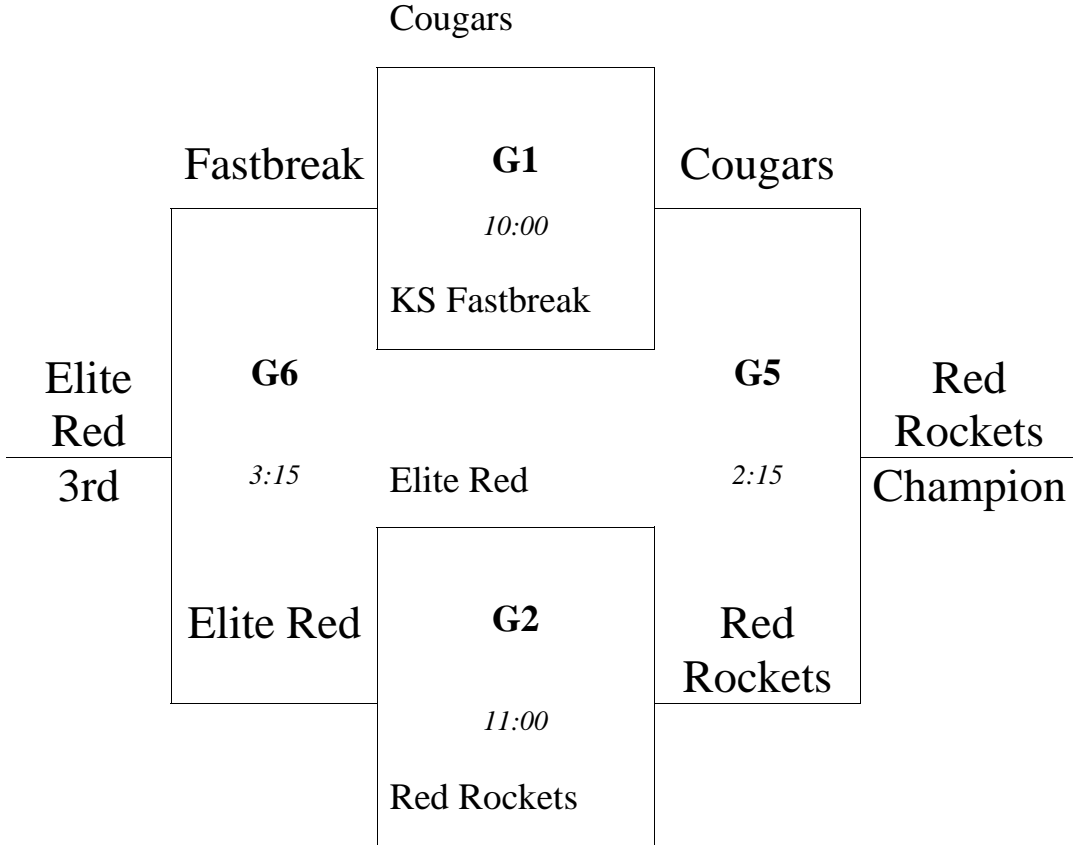 Cougars
Fastbreak
G1
Cougars
10:00
KS Fastbreak
Elite
Red
3rd
G6
3:15
Elite Red
G5
2:15
Red
Rockets
Champion
Elite Red
G2
Red
Rockets
11:00
Red Rockets